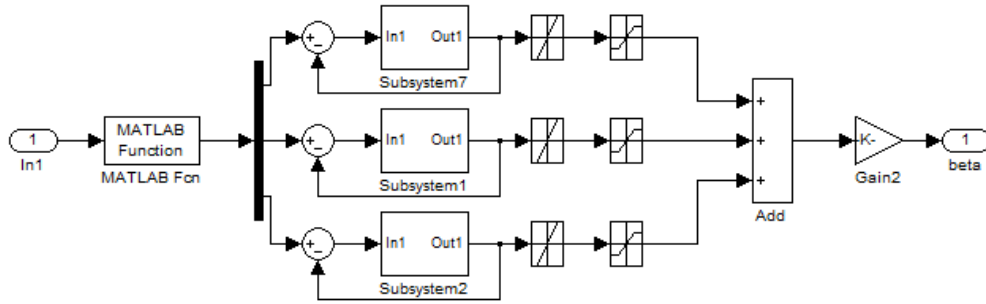 In1 Out1
Subsystem7
1
In1
MATLAB
Function
MATLAB Fcn
In1 Out1
Subsystem1
In1 Out1
Subsystem2
+
+
+
Add
K-
Gain2
1
beta